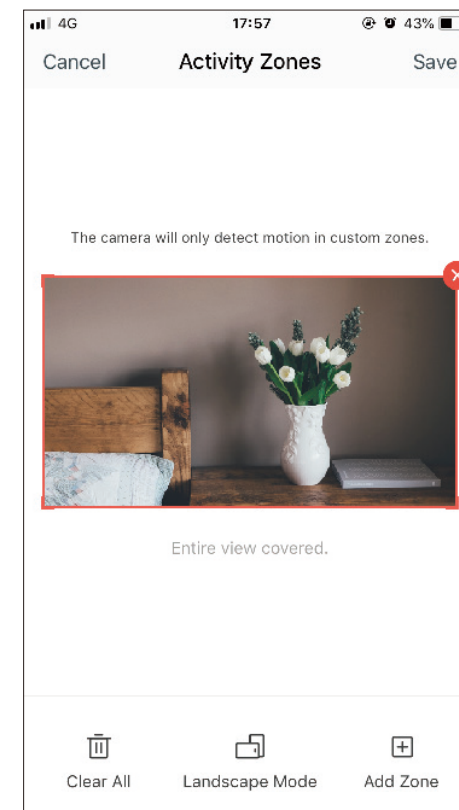 4G 17:57 43%
Cancel Activity Zones Save
The camera will only detect motion in custom zones.
Entire view covered.
Clear All Landscape Mode Add Zone